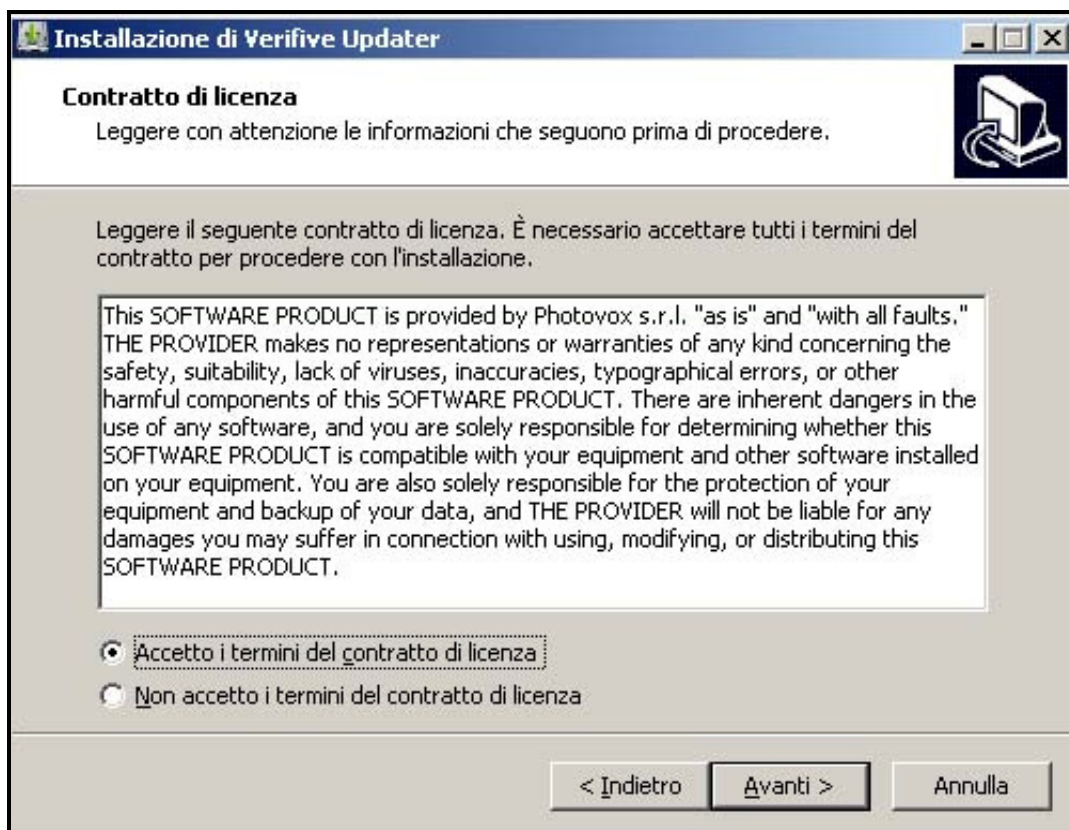 Installazione di Verifive Updater
Contratto di licenza
Leggere con attenzione le informazioni che seguono prima di procedere.
Leggere il seguente contratto di licenza. È necessario accettare tutti i termini del
contratto per procedere con l'installazione.
This SOFTWARE PRODUCT is provided by Photovox s.r.l. "as is" and "with all faults."
THE PROVIDER makes no representations or warranties of any kind concerning the
safety, suitability, lack of viruses, inaccuracies, typographical errors, or other
harmful components of this SOFTWARE PRODUCT. There are inherent dangers in the
use of any software, and you are solely responsible for determining whether this
SOFTWARE PRODUCT is compatible with your equipment and other software installed
on your equipment. You are also solely responsible for the protection of your
equipment and backup of your data, and THE PROVIDER will not be liable for any
damages you may suffer in connection with using, modifying, or distributing this
SOFTWARE PRODUCT.
Accetto i termini del contratto di licenza
Non accetto i termini del contratto di licenza
< Indietro Avanti > Annulla